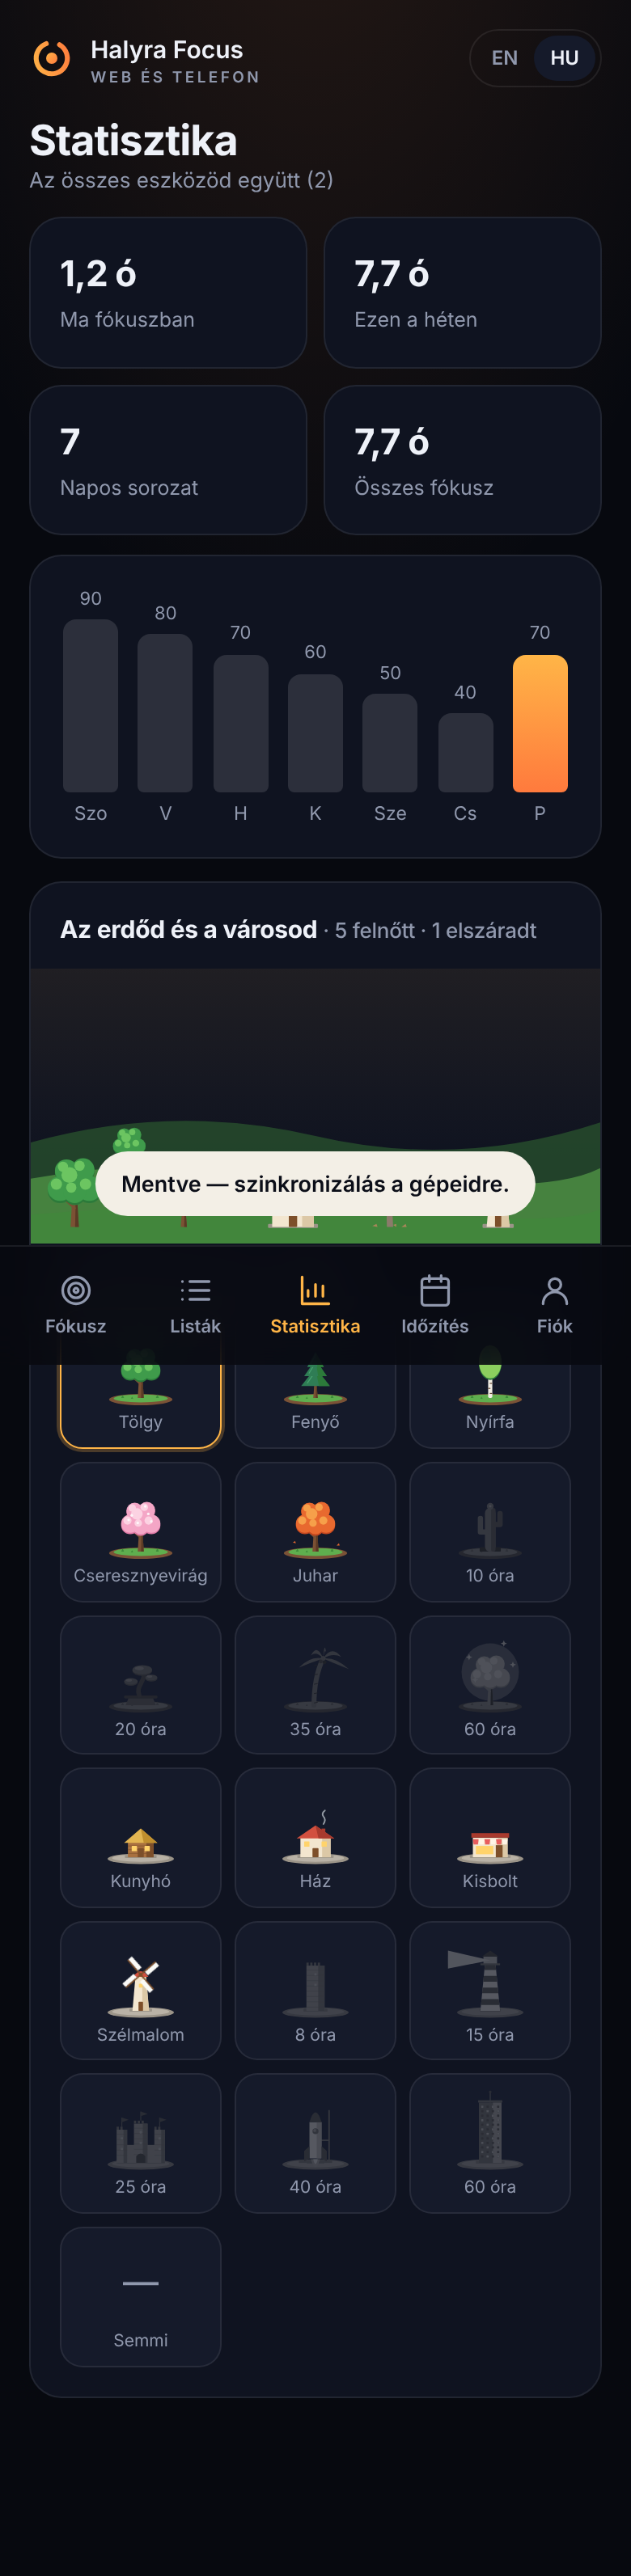 Halyra Focus
WEB ÉS TELEFON
EN HU
Statisztika
Az összes eszközöd együtt (2)
1,2 ó
Ma fókuszban
7,7 ó
Ezen a héten
7
Napos sorozat
7,7 ó
Összes fókusz
90 80 70 60 50 40 70
Szo V H K Sze Cs P
Az erdőd és a városod · 5 felnőtt · 1 elszáradt
Mentve — szinkronizálás a gépeidre.
Fókusz Listák Statisztika Időzítés Fiók
Tölgy Fenyő Nyírfa
Cseresznyevirág Juhar 10 óra
20 óra 35 óra 60 óra
Kunyhó Ház Kisbolt
Szélmalom 8 óra 15 óra
25 óra 40 óra 60 óra
Semmi